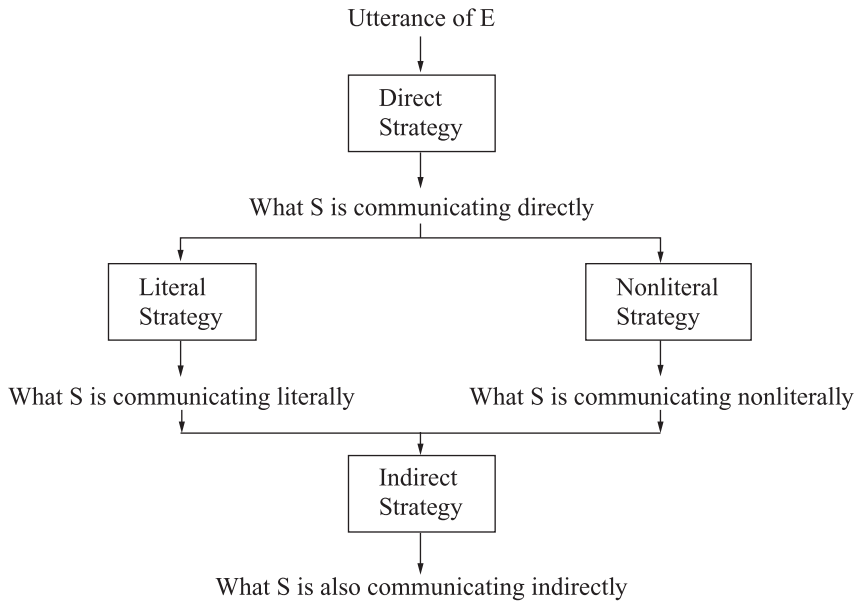 Utterance of E
Direct
Strategy
What S is communicating directly
Literal
Strategy
Nonliteral
Strategy
What S is communicating literally
What S is communicating nonliterally
Indirect
Strategy
What S is also communicating indirectly